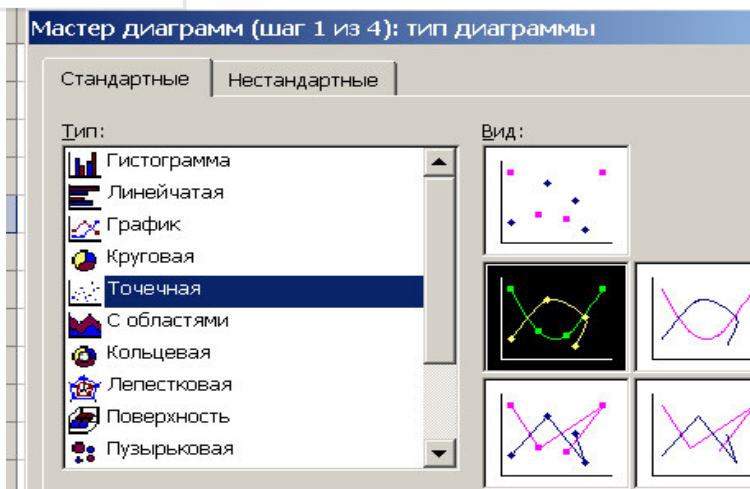 Мастер диаграмм (шаг 1 из 4): тип диаграммы
Стандартные Нестандартные
Тип: Вид:
Гистограмма
Линейчатая
График
Круговая
Точечная
С областями
Кольцевая
Лепестковая
Поверхность
Пузырьковая